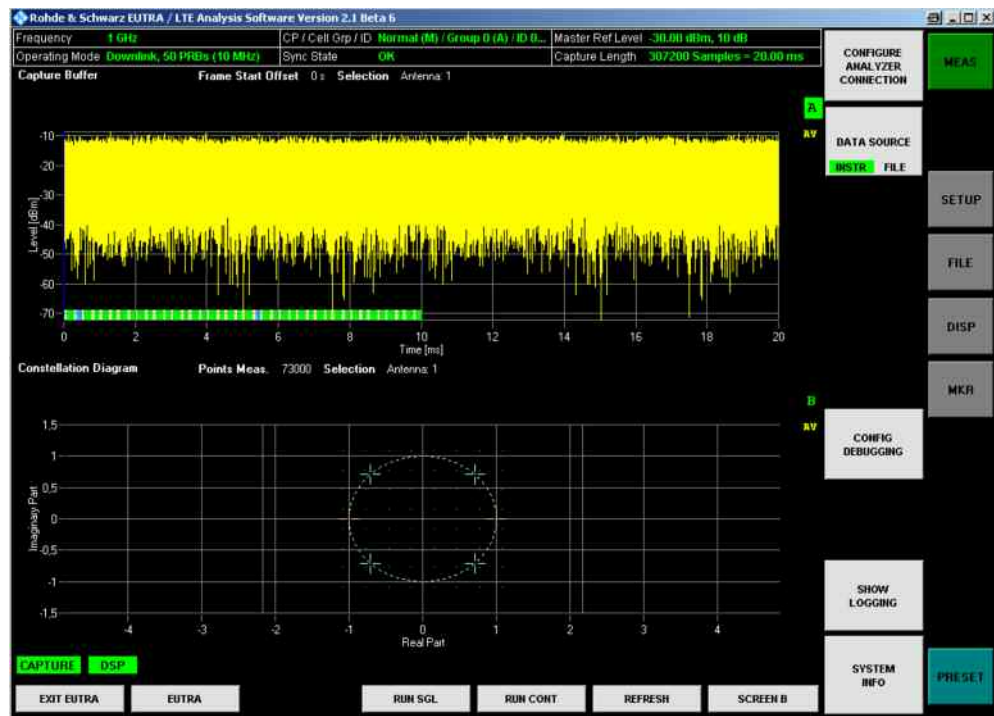 Rohde & Schwarz EUTRA / LTE Analysis Software Version 2.1 Beta 6
Frequency 1 GHz CP / Cell Grp / ID Normal (M) / Group 0 (A) / ID 0... Master Ref Level -30.00 dBm, 10 dB
Operating Mode Downlink, 50 PRBs (10 MHz) Sync State OK Capture Length 307200 Samples = 20.00 ms
Capture Buffer Frame Start Offset 0 s Selection Antenna: 1
CONFIGURE ANALYZER CONNECTION
MEAS
A
AV
DATA SOURCE
INSTR FILE
SETUP
FILE
DISP
MKR
Level [dBm]
-10
-20
-30
-40
-50
-60
-70
0 2 4 6 8 10 12 14 16 18 20
Time [ms]
Constellation Diagram Points Meas. 73000 Selection Antenna: 1
B
AV
CONFIG DEBUGGING
Imaginary Part
1.5
1
0.5
0
-0.5
-1
-1.5
-4 -3 -2 -1 0 1 2 3 4
Real Part
SHOW LOGGING
CAPTURE DSP
SYSTEM INFO
PRESET
EXIT EUTRA EUTRA RUN SGL RUN CONT REFRESH SCREEN B